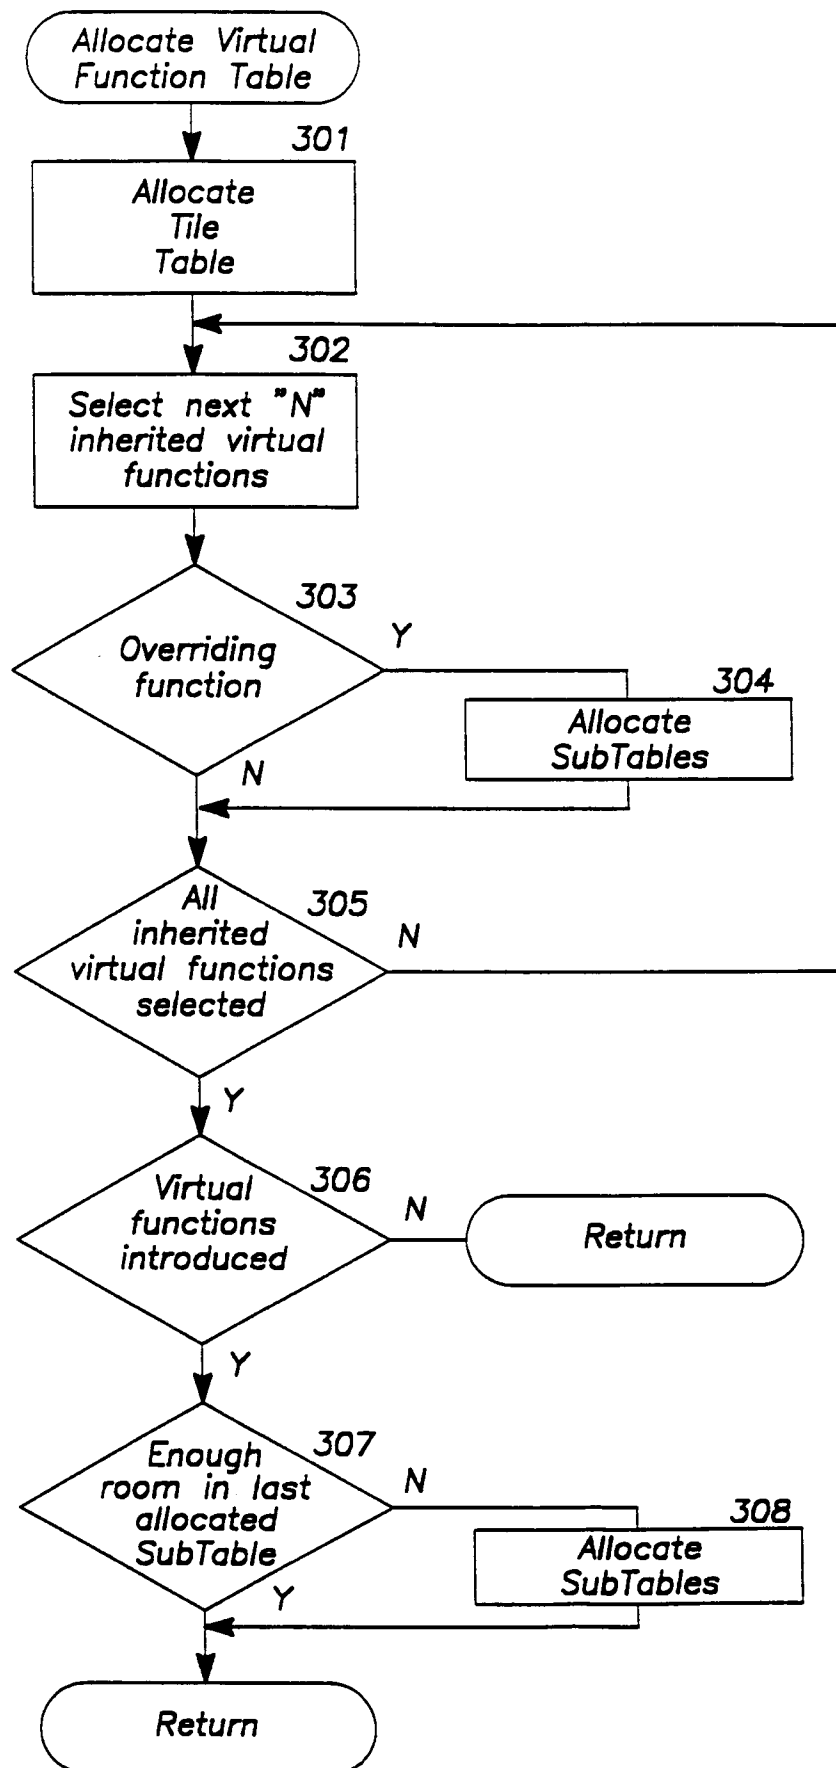 Allocate Virtual
Function Table
301
Allocate
Tile
Table
302
Select next "N"
inherited virtual
functions
303
Overriding
function
Y
304
Allocate
SubTables
N
All
inherited
virtual functions
selected
305
N
Y
306
Virtual
functions
introduced
N
Return
Y
307
Enough
room in last
allocated
SubTable
N
308
Allocate
SubTables
Y
Return